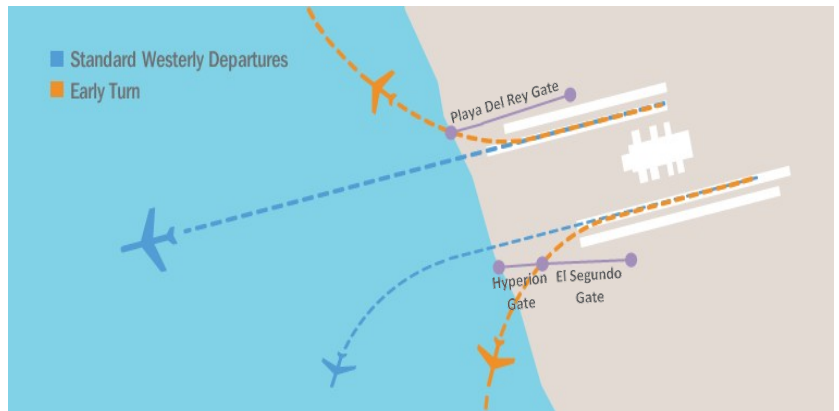 Standard Westerly Departures
Early Turn
Playa Del Rey Gate
Hyperion
Gate
El Segundo
Gate